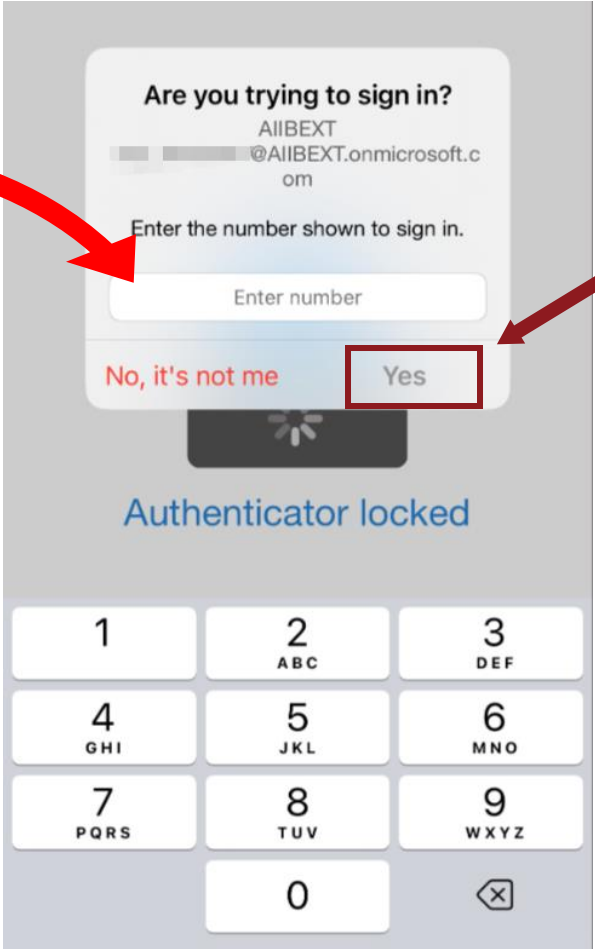 Are you trying to sign in?
AIIBEXT
@AIIBEXT.onmicrosoft.c
om
Enter the number shown to sign in.
Enter number
No, it's not me
Yes
Authenticator locked
1
2
ABC
3
DEF
4
GHI
5
JKL
6
MNO
7
PQRS
8
TUV
9
WXYZ
0